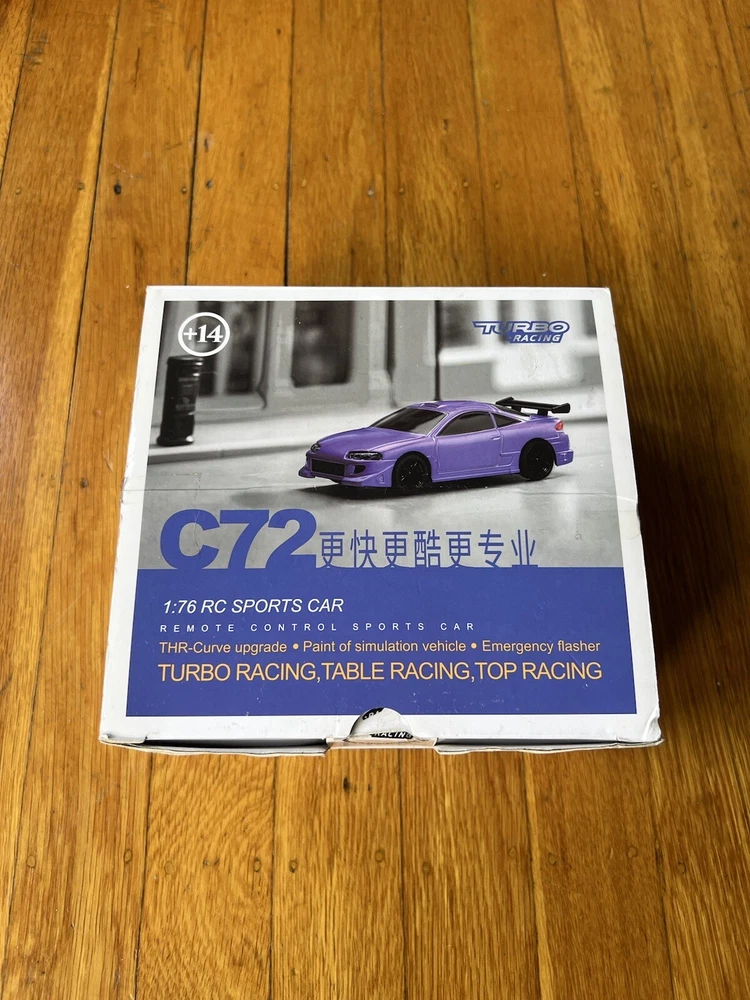 +14
TURBO
RACING
C72更快更酷更专业
1:76 RC SPORTS CAR
REMOTE CONTROL SPORTS CAR
THR-Curve upgrade • Paint of simulation vehicle • Emergency flasher
TURBO RACING,TABLE RACING,TOP RACING
RACING